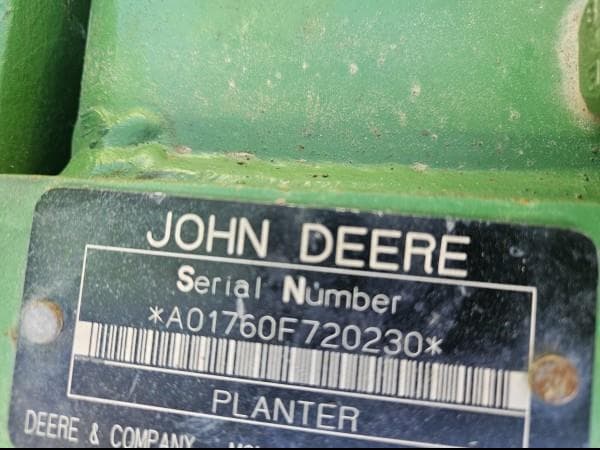 JOHN DEERE
Serial Number
*A01760F720230*
PLANTER
DEERE & COMPANY